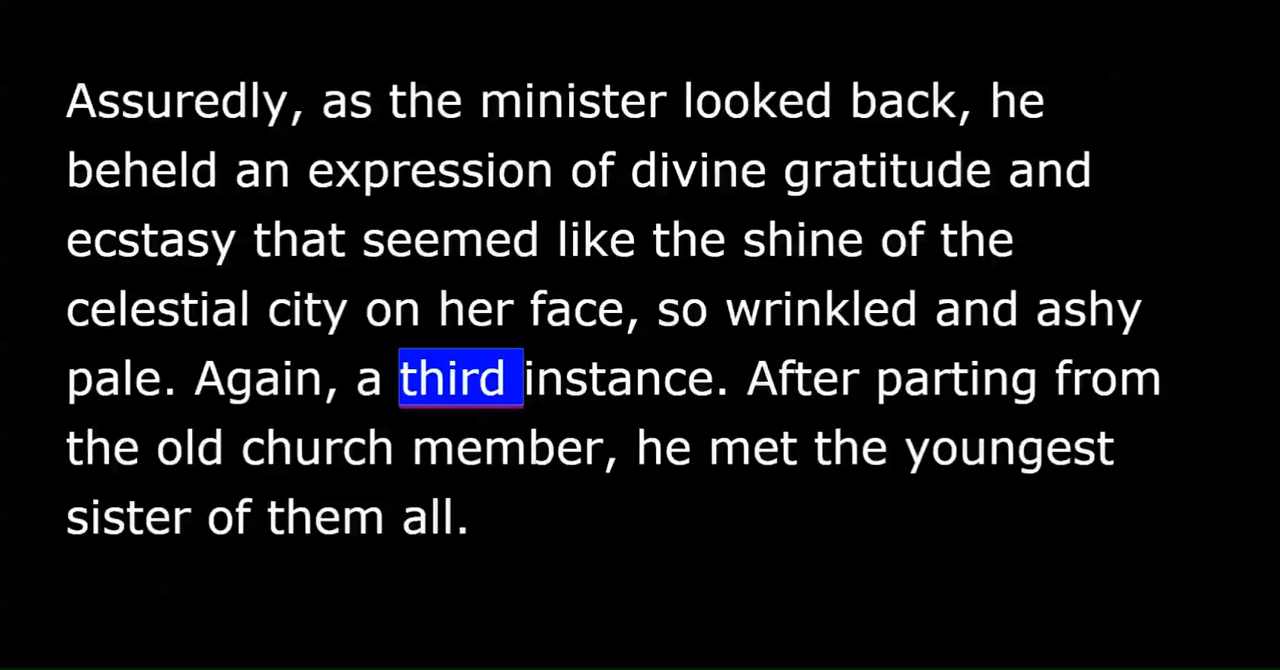 Assuredly, as the minister looked back, he
beheld an expression of divine gratitude and
ecstasy that seemed like the shine of the
celestial city on her face, so wrinkled and ashy
pale. Again, a third instance. After parting from
the old church member, he met the youngest
sister of them all.